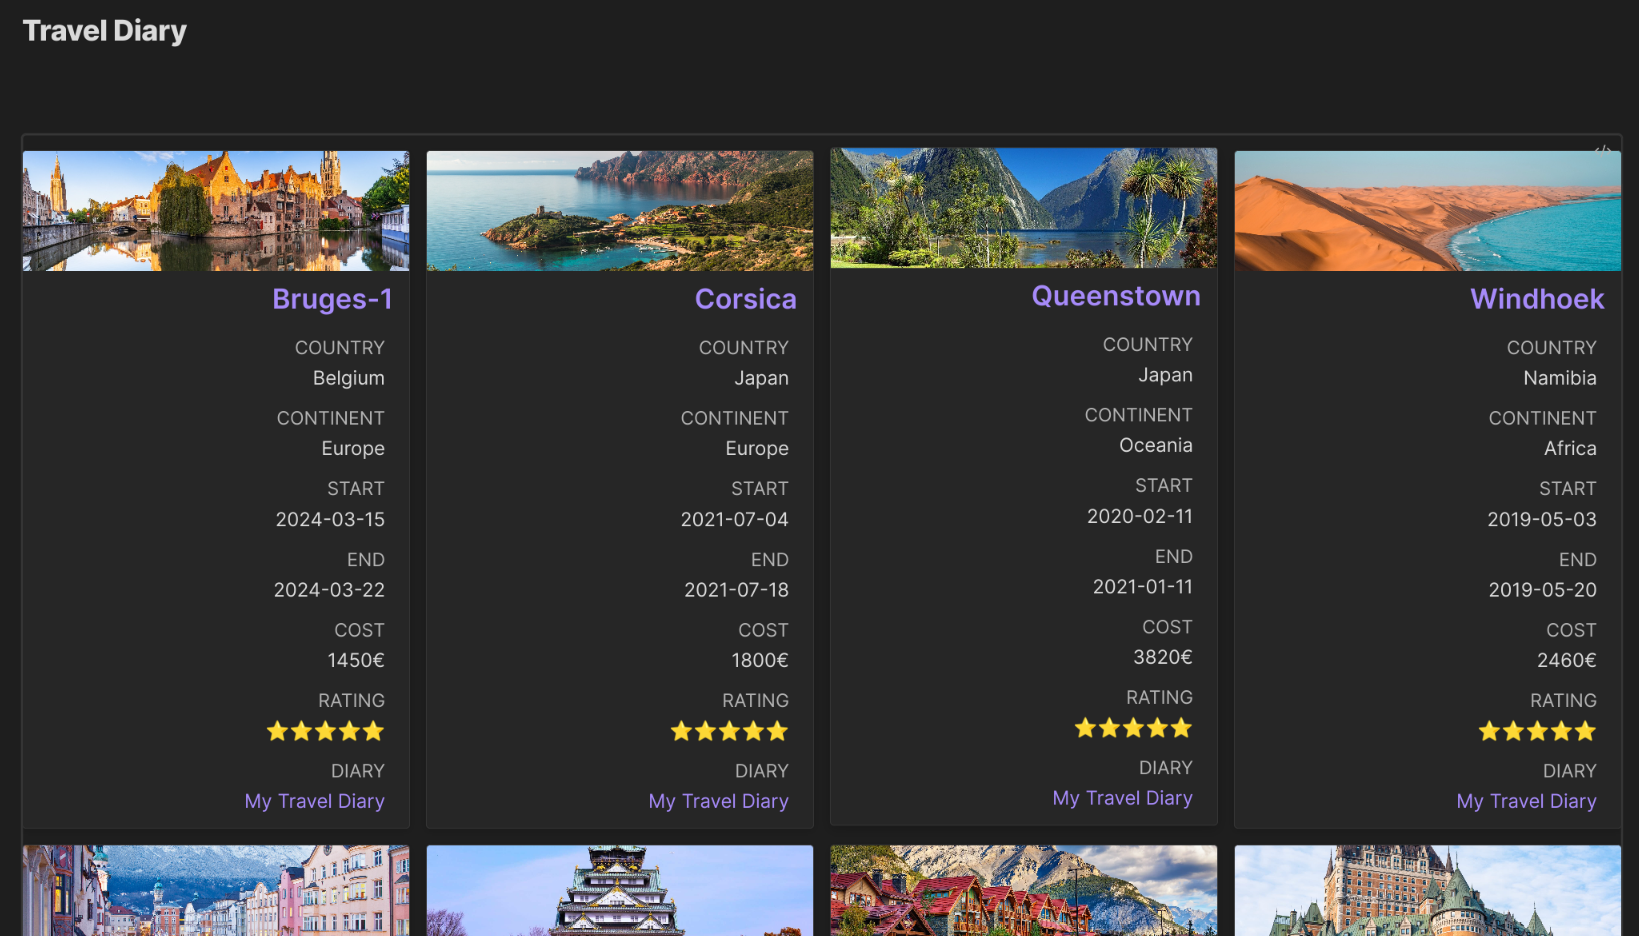 Travel Diary
Bruges-1
COUNTRY
Belgium
CONTINENT
Europe
START
2024-03-15
END
2024-03-22
COST
1450€
RATING
⭐⭐⭐⭐⭐
DIARY
My Travel Diary
Corsica
COUNTRY
Japan
CONTINENT
Europe
START
2021-07-04
END
2021-07-18
COST
1800€
RATING
⭐⭐⭐⭐⭐
DIARY
My Travel Diary
Queenstown
COUNTRY
Japan
CONTINENT
Oceania
START
2020-02-11
END
2021-01-11
COST
3820€
RATING
⭐⭐⭐⭐⭐
DIARY
My Travel Diary
Windhoek
COUNTRY
Namibia
CONTINENT
Africa
START
2019-05-03
END
2019-05-20
COST
2460€
RATING
⭐⭐⭐⭐⭐
DIARY
My Travel Diary